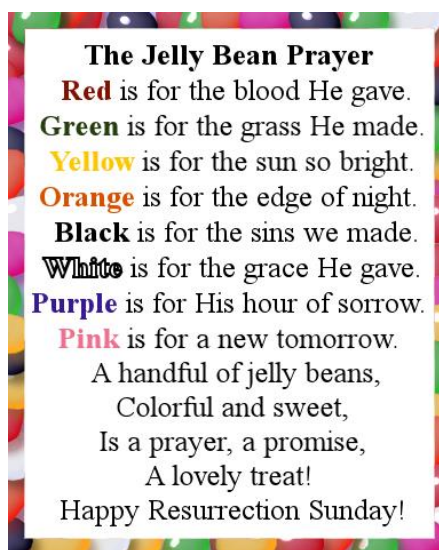 The Jelly Bean Prayer
Red is for the blood He gave.
Green is for the grass He made.
Yellow is for the sun so bright.
Orange is for the edge of night.
Black is for the sins we made.
White is for the grace He gave.
Purple is for His hour of sorrow.
Pink is for a new tomorrow.
A handful of jelly beans,
Colorful and sweet,
Is a prayer, a promise,
A lovely treat!
Happy Resurrection Sunday!